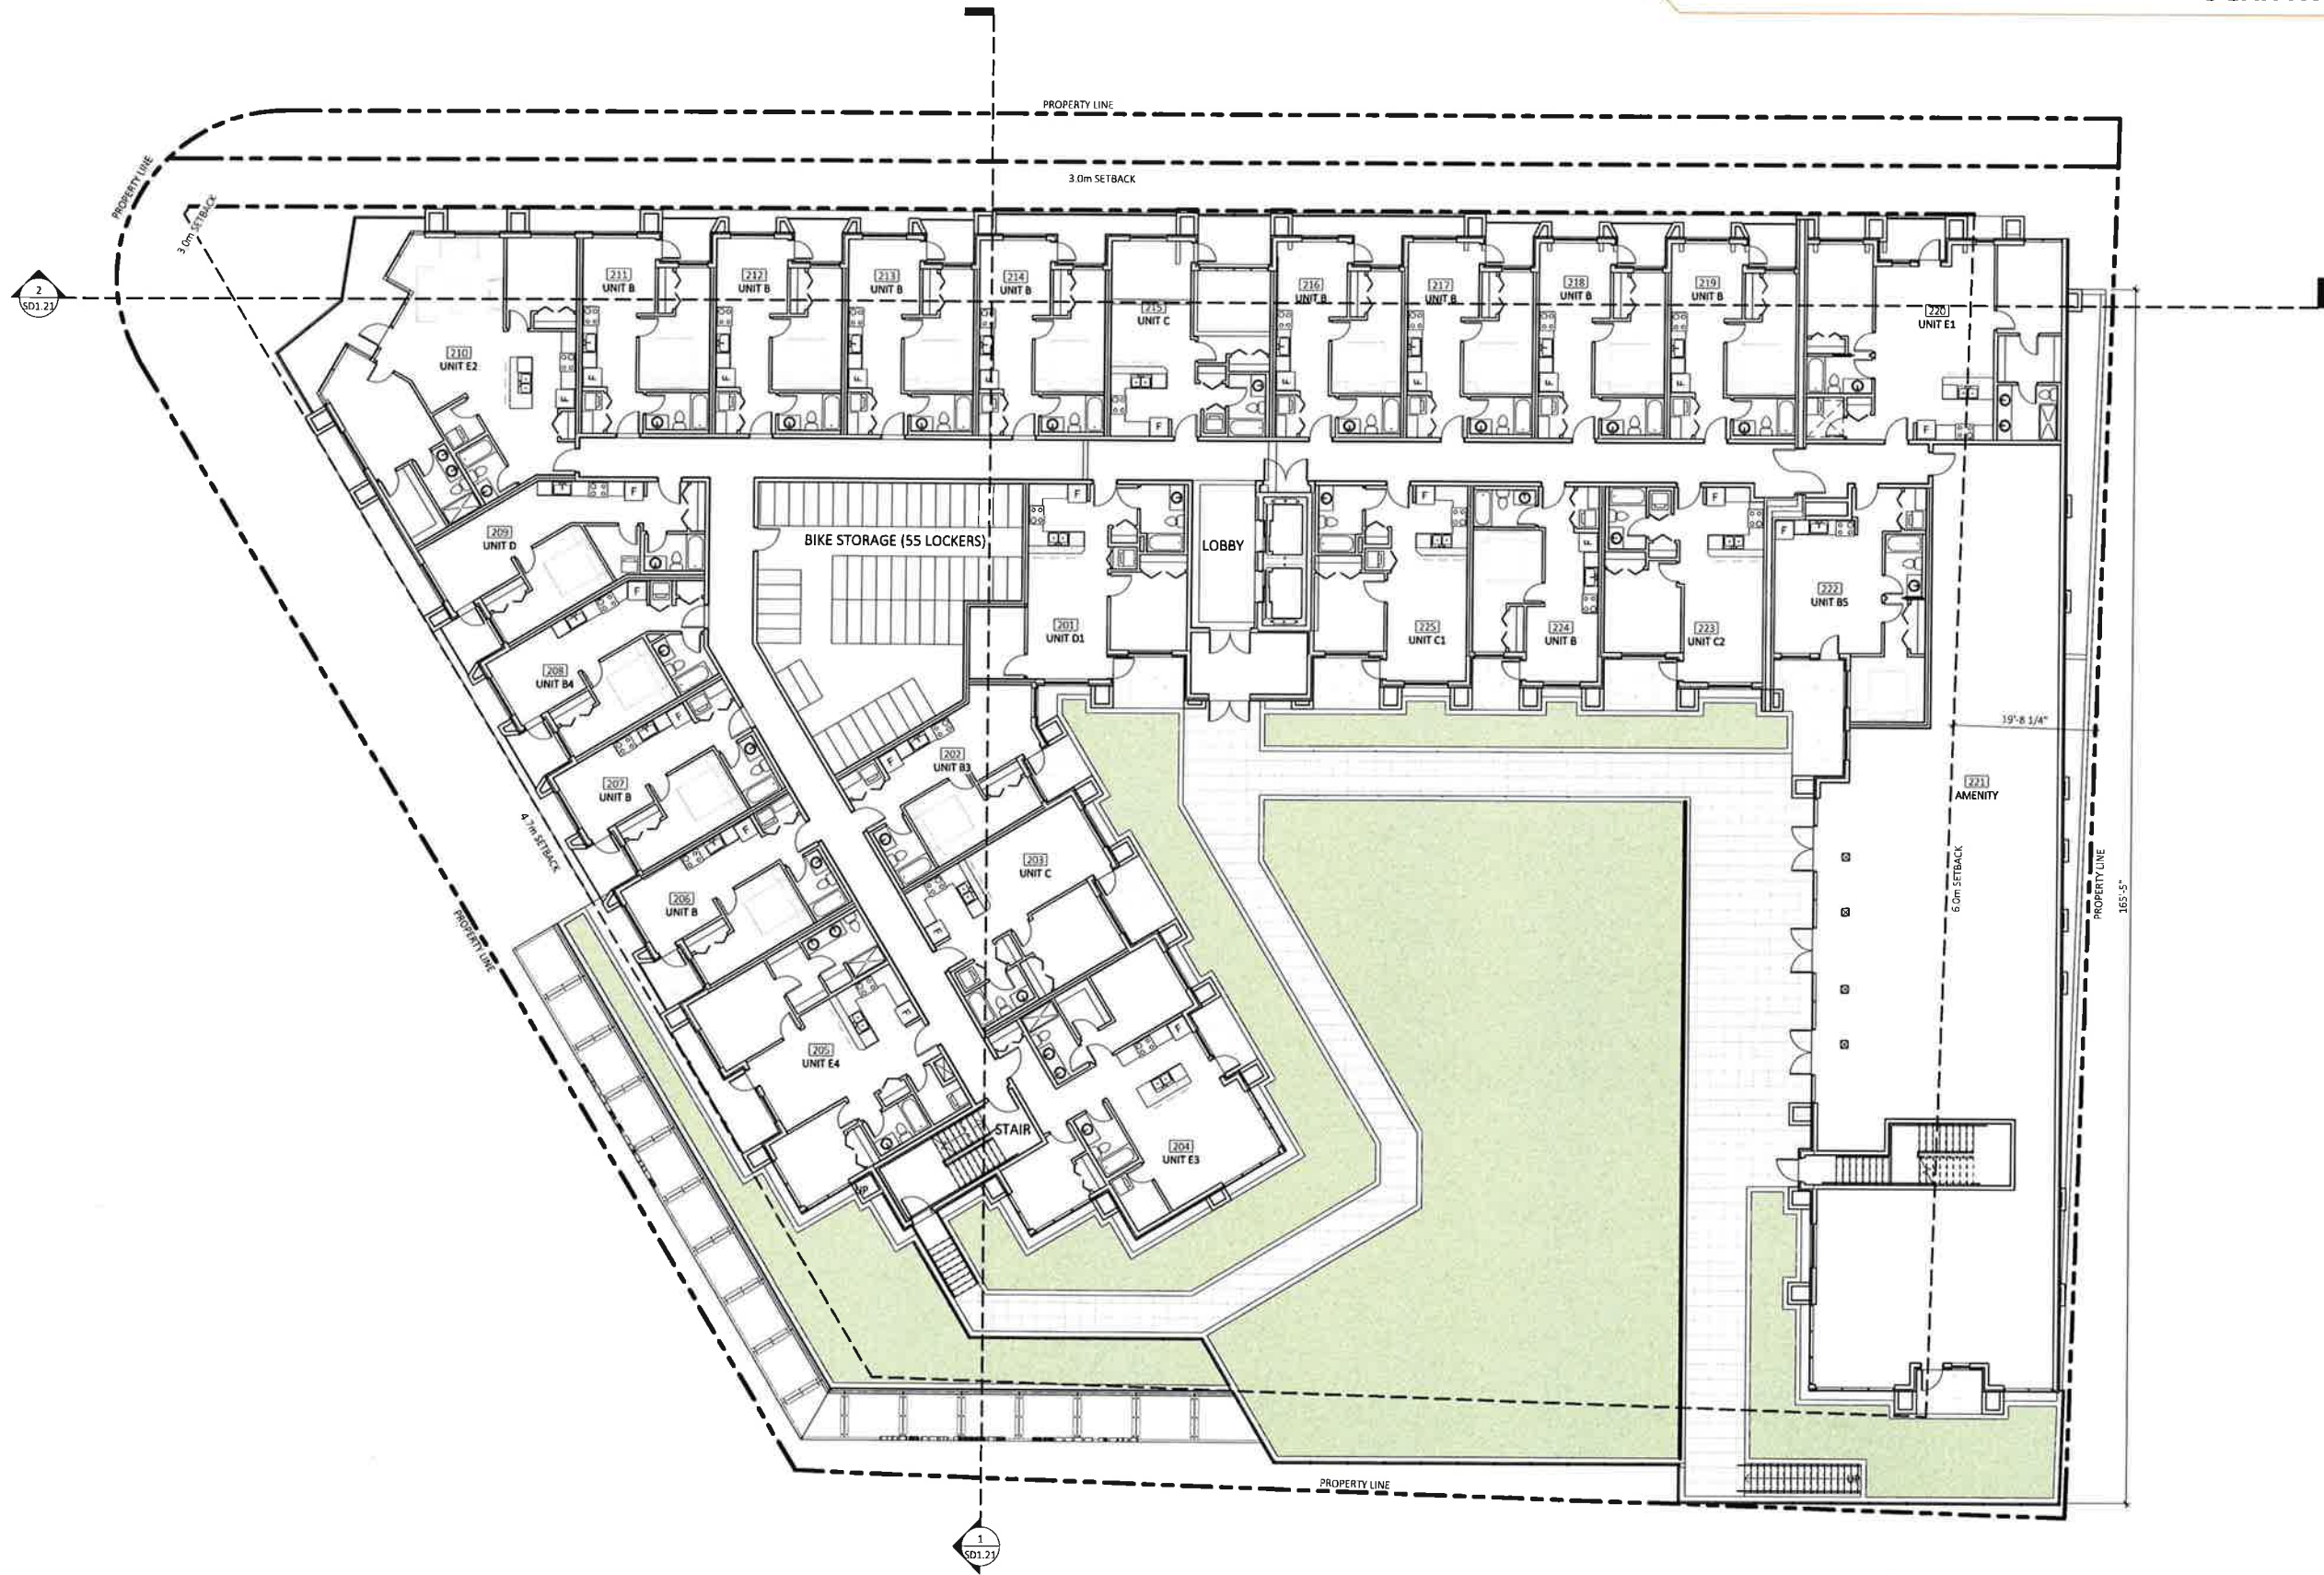 PROPERTY LINE
3.0m SETBACK
PROPERTY LINE
3.0m SETBACK
2
SD1.21
211
UNIT B
212
UNIT B
213
UNIT B
214
UNIT B
215
UNIT C
216
UNIT B
217
UNIT B
218
UNIT B
219
UNIT B
220
UNIT E1
210
UNIT E2
F
F
F
F
F
F
F
F
F
F
F
F
209
UNIT D
F
BIKE STORAGE (55 LOCKERS)
F
LOBBY
F
F
F
F
201
UNIT D1
225
UNIT C1
224
UNIT B
223
UNIT C2
222
UNIT B5
F
208
UNIT B4
F
207
UNIT B
F
202
UNIT B3
19'-8 1/4"
221
AMENITY
4.7m SETBACK
F
206
UNIT B
203
UNIT C
F
6.0m SETBACK
PROPERTY LINE
165'-5"
PROPERTY LINE
205
UNIT E4
F
F
STAIR
204
UNIT E3
UP
UP
PROPERTY LINE
1
SD1.21